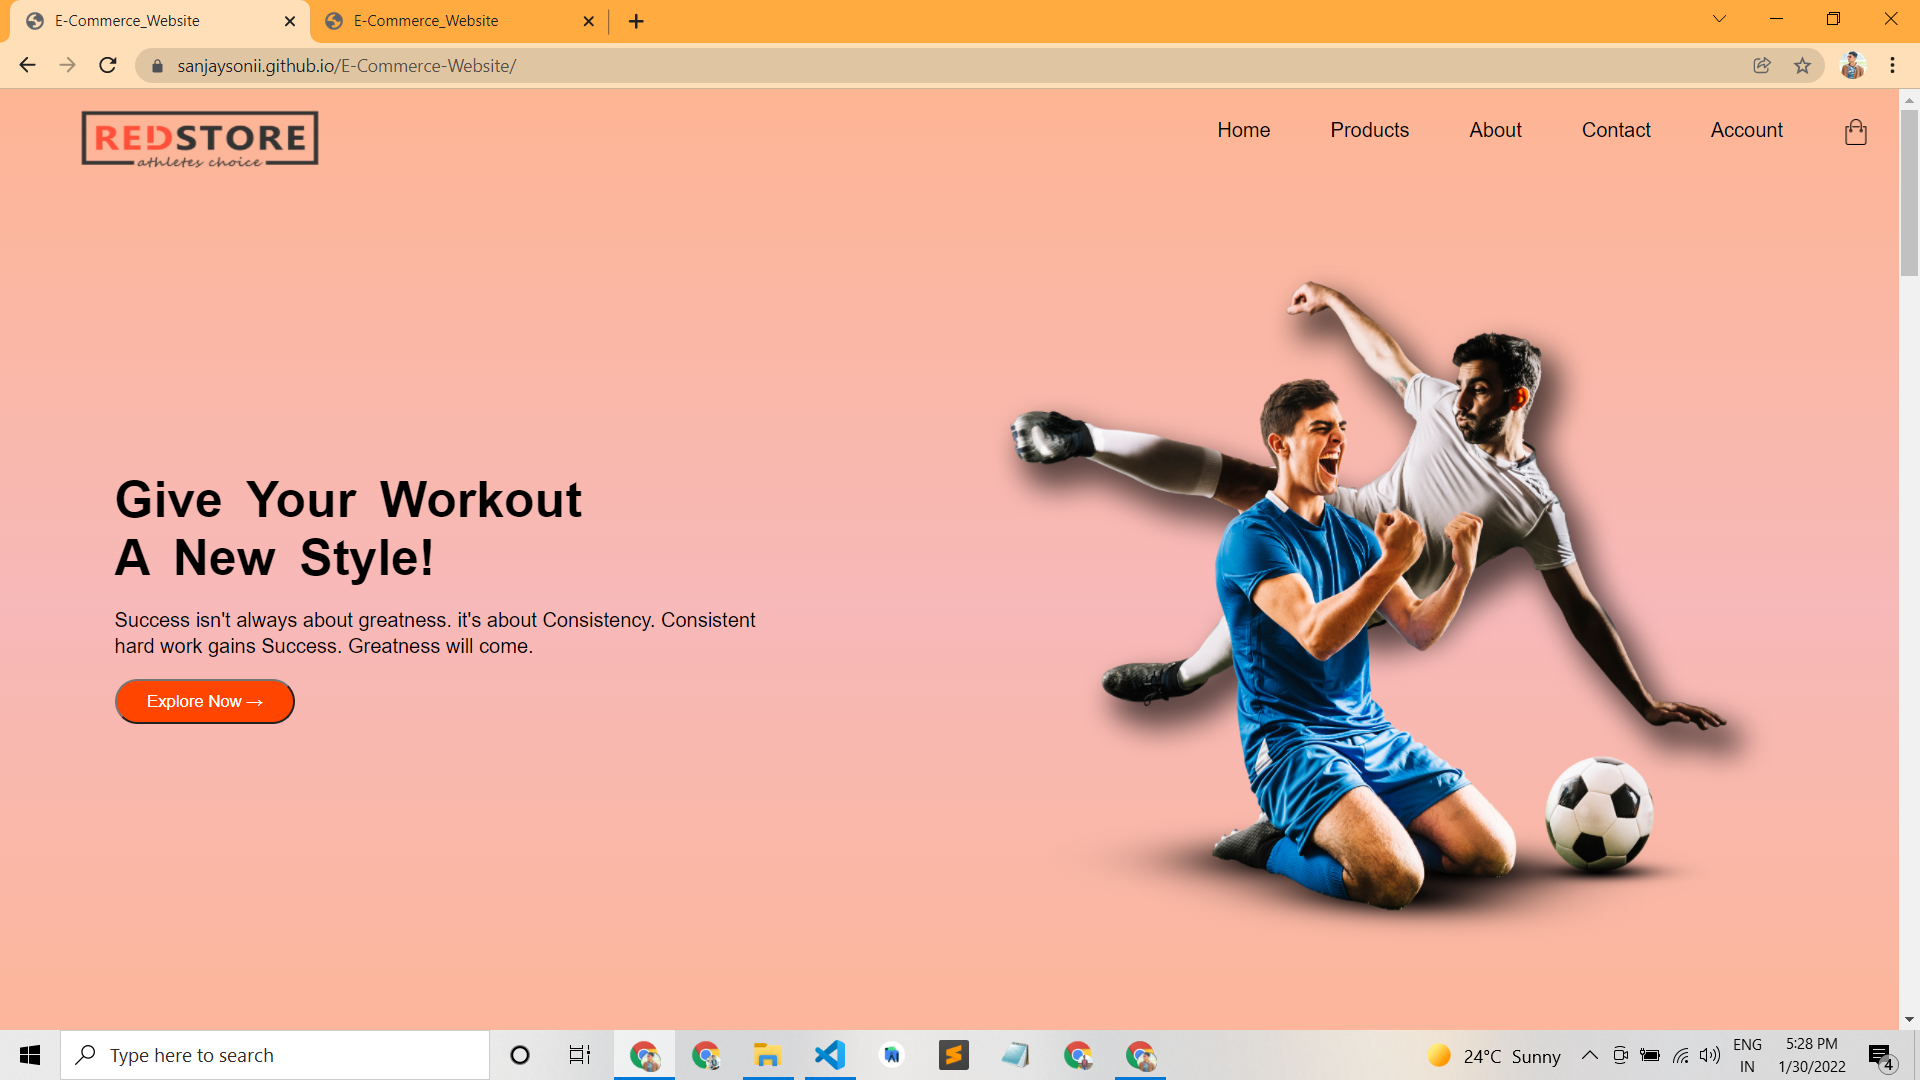 E-Commerce_Website
E-Commerce_Website
sanjaysonii.github.io/E-Commerce-Website/
REDSTORE
athletes choice
Home Products About Contact Account
Give Your Workout
A New Style!
Success isn't always about greatness. it's about Consistency. Consistent
hard work gains Success. Greatness will come.
Explore Now →
Type here to search
24°C Sunny
ENG
IN
5:28 PM
1/30/2022
4